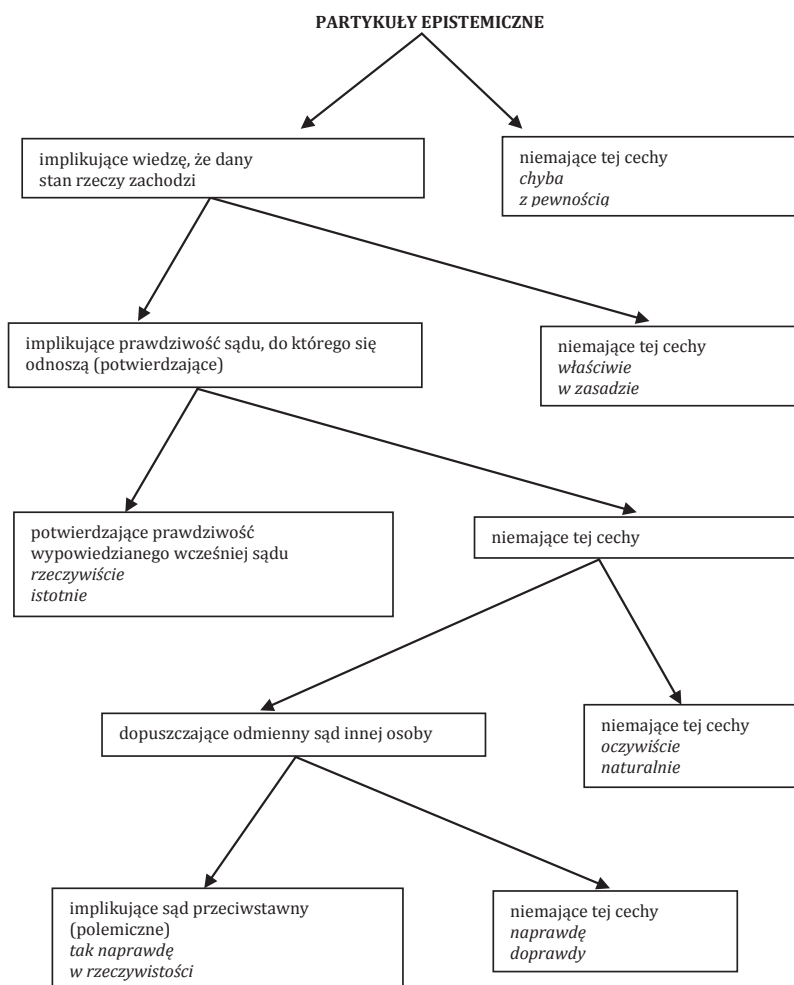 PARTYKUŁY EPISTEMICZNE
implikujące wiedzę, że dany
stan rzeczy zachodzi
niemające tej cechy
chyba
z pewnością
implikujące prawdziwość sądu, do którego się
odnoszą (potwierdzające)
niemające tej cechy
właściwie
w zasadzie
potwierdzające prawdziwość
wypowiedzianego wcześniej sądu
rzeczywiście
istotnie
niemające tej cechy
dopuszczające odmienny sąd innej osoby
niemające tej cechy
oczywiście
naturalnie
implikujące sąd przeciwstawny
(polemiczne)
tak naprawdę
w rzeczywistości
niemające tej cechy
naprawdę
doprawdy